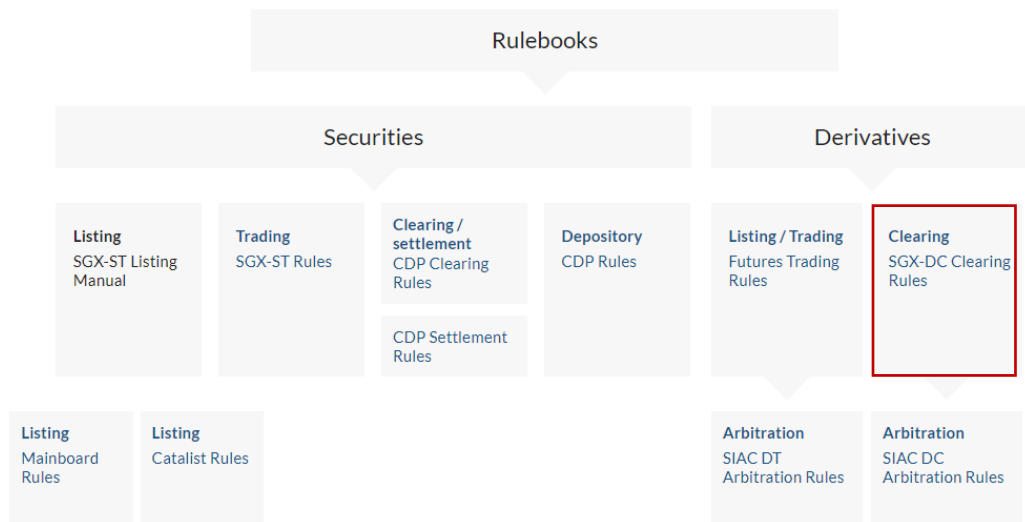 Rulebooks
Securities
Derivatives
Listing
SGX-ST Listing
Manual
Trading
SGX-ST Rules
Clearing /
settlement
CDP Clearing
Rules
CDP Settlement
Rules
Depository
CDP Rules
Listing / Trading
Futures Trading
Rules
Clearing
SGX-DC Clearing
Rules
Listing
Mainboard
Rules
Listing
Catalist Rules
Arbitration
SIAC DT
Arbitration Rules
Arbitration
SIAC DC
Arbitration Rules